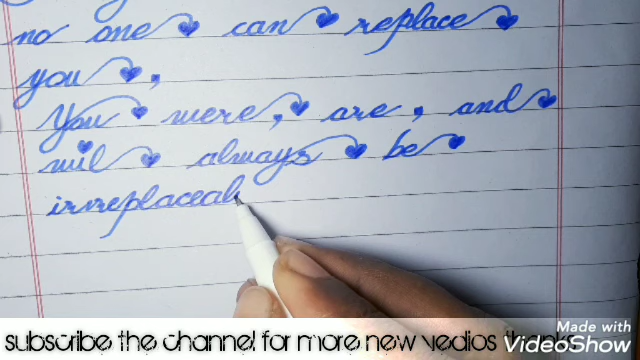 no one can replace
you,
You were, are, and
wil always be
irreplaceab
subscribe the channel for more new vedios
Made with
VideoShow